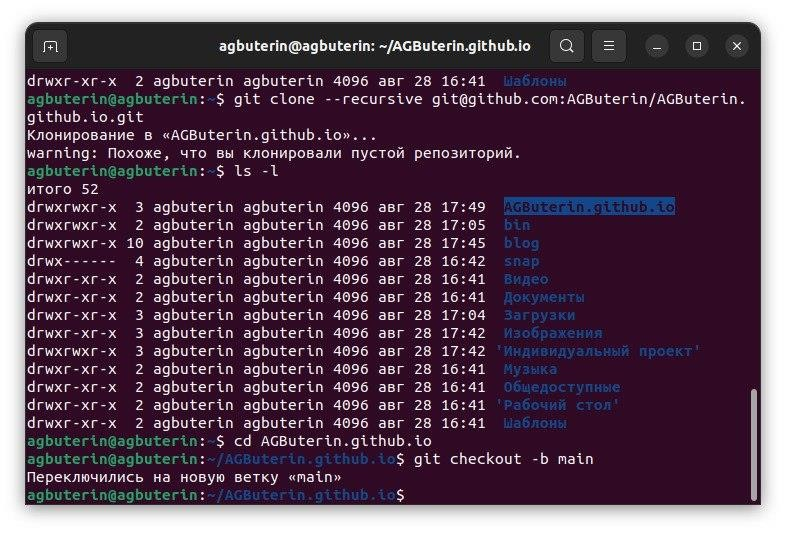 agbuterin@agbuterin: ~/AGButerin.github.io
drwxr-xr-x  2 agbuterin agbuterin 4096 авг 28 16:41  Шаблоны
agbuterin@agbuterin:~$ git clone --recursive git@github.com:AGButerin/AGButerin.
github.io.git
Клонирование в «AGButerin.github.io»...
warning: Похоже, что вы клонировали пустой репозиторий.
agbuterin@agbuterin:~$ ls -l
итого 52
drwxrwxr-x  3 agbuterin agbuterin 4096 авг 28 17:49  AGButerin.github.io
drwxrwxr-x  2 agbuterin agbuterin 4096 авг 28 17:05  bin
drwxrwxr-x 10 agbuterin agbuterin 4096 авг 28 17:45  blog
drwx------  4 agbuterin agbuterin 4096 авг 28 16:42  snap
drwxr-xr-x  2 agbuterin agbuterin 4096 авг 28 16:41  Видео
drwxr-xr-x  2 agbuterin agbuterin 4096 авг 28 16:41  Документы
drwxr-xr-x  3 agbuterin agbuterin 4096 авг 28 17:04  Загрузки
drwxr-xr-x  3 agbuterin agbuterin 4096 авг 28 17:42  Изображения
drwxrwxr-x  3 agbuterin agbuterin 4096 авг 28 17:42 'Индивидуальный проект'
drwxr-xr-x  2 agbuterin agbuterin 4096 авг 28 16:41  Музыка
drwxr-xr-x  2 agbuterin agbuterin 4096 авг 28 16:41  Общедоступные
drwxr-xr-x  2 agbuterin agbuterin 4096 авг 28 16:41 'Рабочий стол'
drwxr-xr-x  2 agbuterin agbuterin 4096 авг 28 16:41  Шаблоны
agbuterin@agbuterin:~$ cd AGButerin.github.io
agbuterin@agbuterin:~/AGButerin.github.io$ git checkout -b main
Переключились на новую ветку «main»
agbuterin@agbuterin:~/AGButerin.github.io$